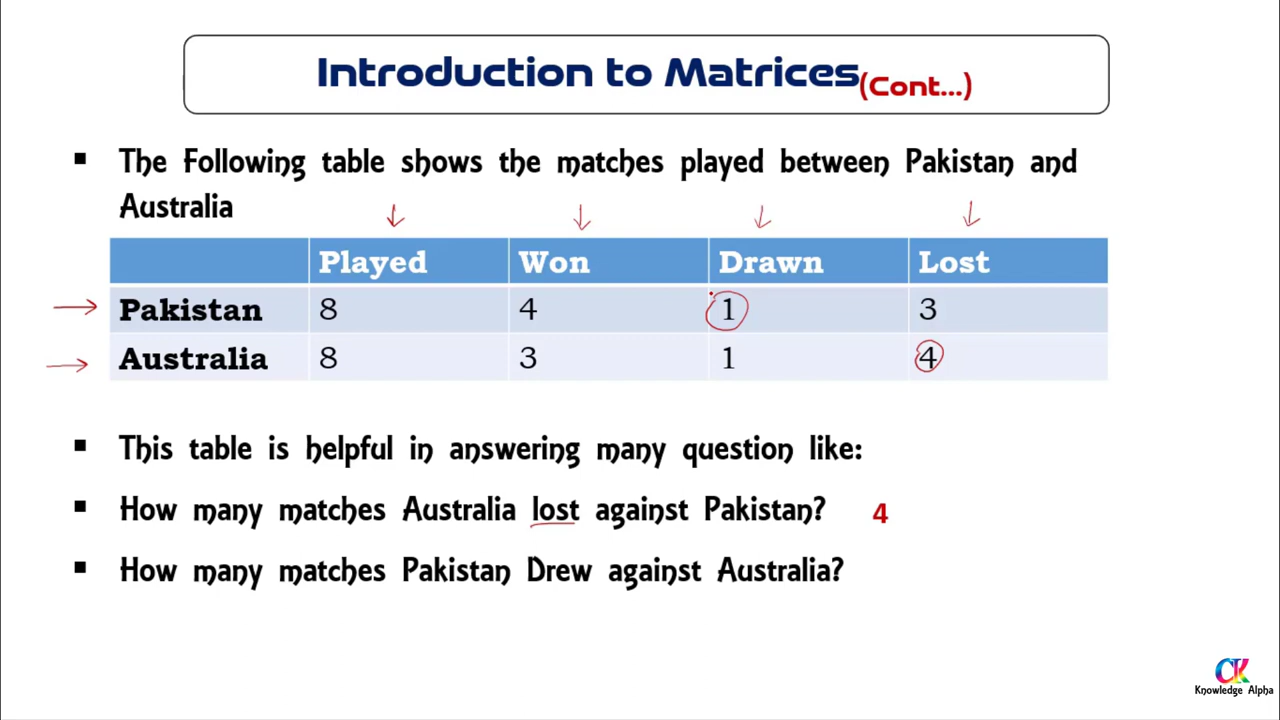 Introduction to Matrices(Cont...)
▪ The Following table shows the matches played between Pakistan and
Australia
Played Won Drawn Lost
Pakistan 8 4 1 3
Australia 8 3 1 4
▪ This table is helpful in answering many question like:
▪ How many matches Australia lost against Pakistan? 4
▪ How many matches Pakistan Drew against Australia?
CK
Knowledge Alpha